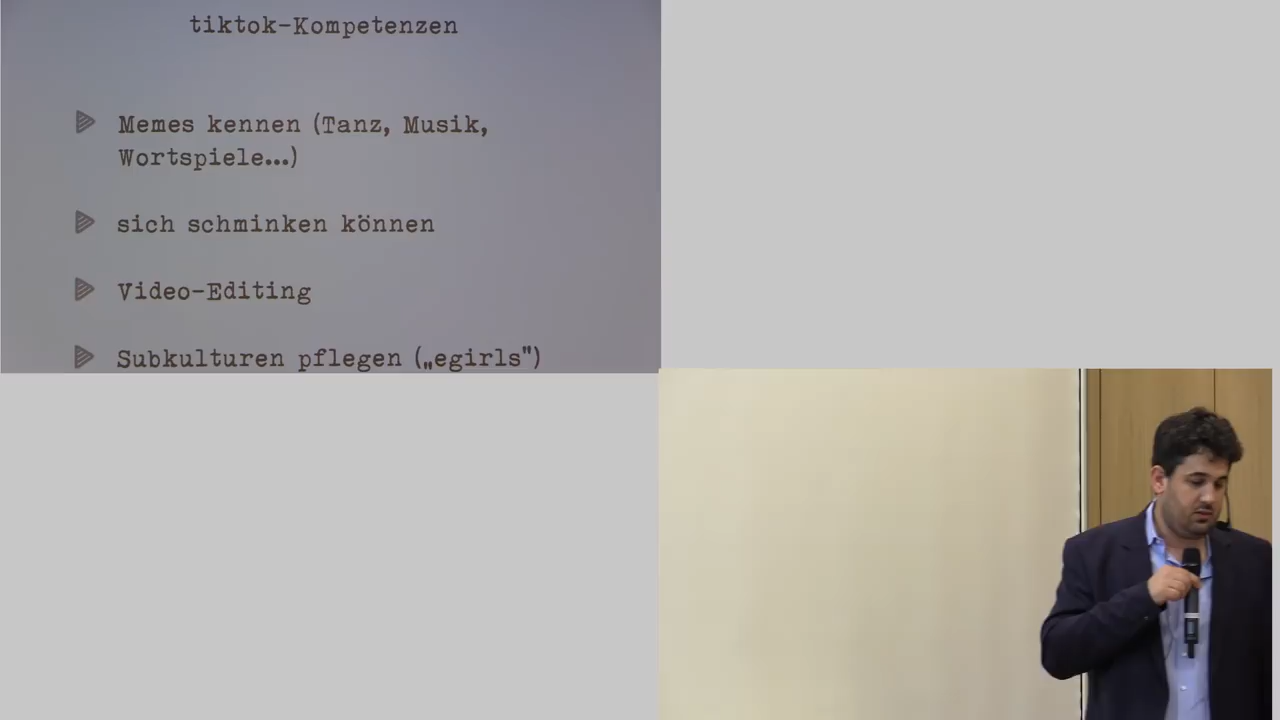 tiktok-Kompetenzen
Memes kennen (Tanz, Musik,
Wortspiele...)
sich schminken können
Video-Editing
Subkulturen pflegen („egirls")